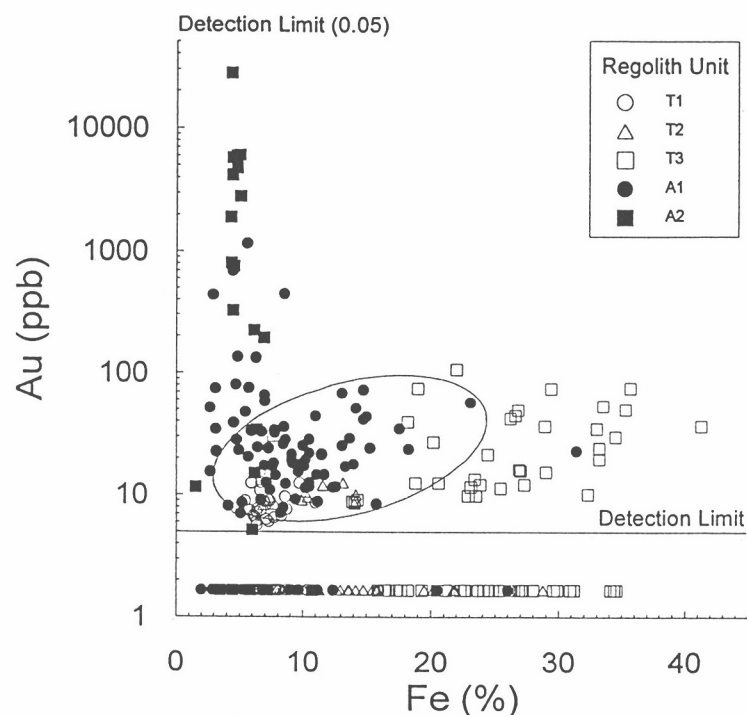 Detection Limit (0.05)
Regolith Unit
T1
T2
T3
A1
A2
10000
1000
100
10
1
Au (ppb)
Detection Limit
0
10
20
30
40
Fe (%)